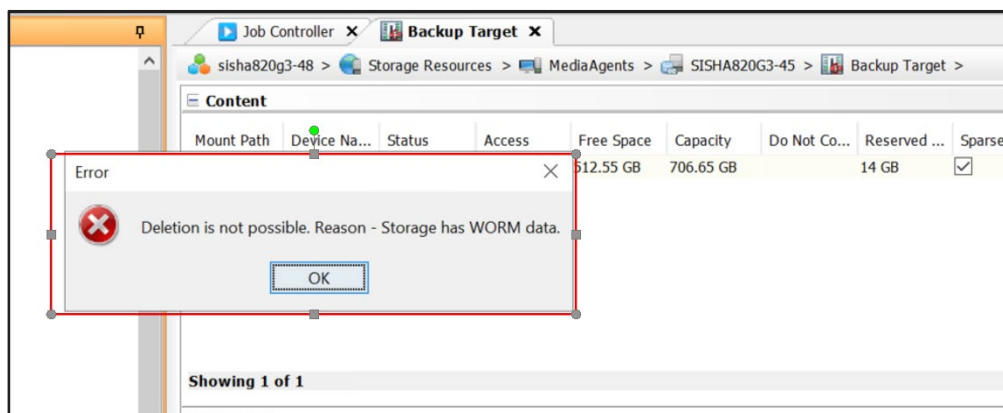 Job Controller
Backup Target
sisha820g3-48 > Storage Resources > MediaAgents > SISHA820G3-45 > Backup Target >
Content
Mount Path Device Na... Status Access Free Space Capacity Do Not Co... Reserved ... Sparse
512.55 GB 706.65 GB 14 GB
Error
Deletion is not possible. Reason - Storage has WORM data.
OK
Showing 1 of 1